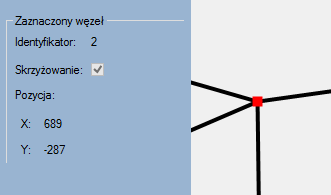 Zaznaczony węzeł
Identyfikator: 2
Skrzyżowanie:
Pozycja:
X: 689
Y: -287